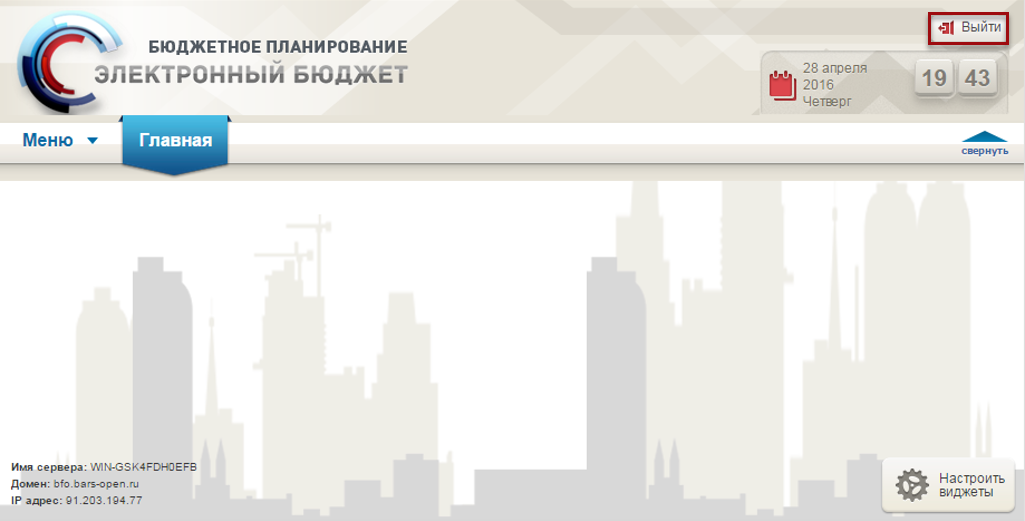 БЮДЖЕТНОЕ ПЛАНИРОВАНИЕ
ЭЛЕКТРОННЫЙ БЮДЖЕТ
Выйти
28 апреля
2016
Четверг
19 43
Меню
Главная
свернуть
Имя сервера: WIN-GSK4FDH0EFB
Домен: bfo.bars-open.ru
IP адрес: 91.203.194.77
Настроить
виджеты